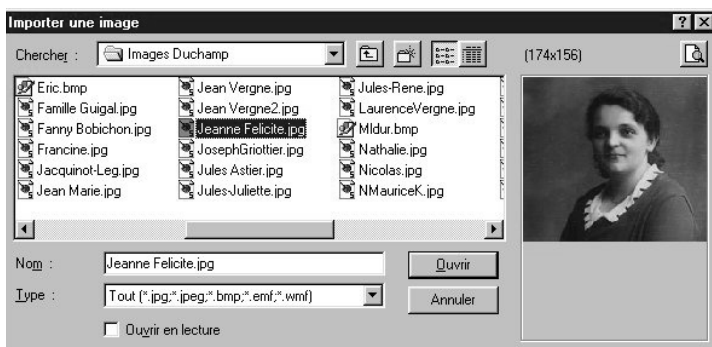 Importer une image
Chercher : Images Duchamp (174x156)
Eric.bmp Jean Vergne.jpg Jules-Rene.jpg
Famille Guigal.jpg Jean Vergne2.jpg LaurenceVergne.jpg
Fanny Bobichon.jpg Jeanne Felicite.jpg Mldur.bmp
Francine.jpg JosephGriottier.jpg Nathalie.jpg
Jacquinot-Leg.jpg Jules Astier.jpg Nicolas.jpg
Jean Marie.jpg Jules-Juliette.jpg NMauriceK.jpg
Nom : Jeanne Felicite.jpg Ouvrir
Type : Tout (*.jpg;*.jpeg;*.bmp;*.emf;*.wmf) Annuler
Ouvrir en lecture